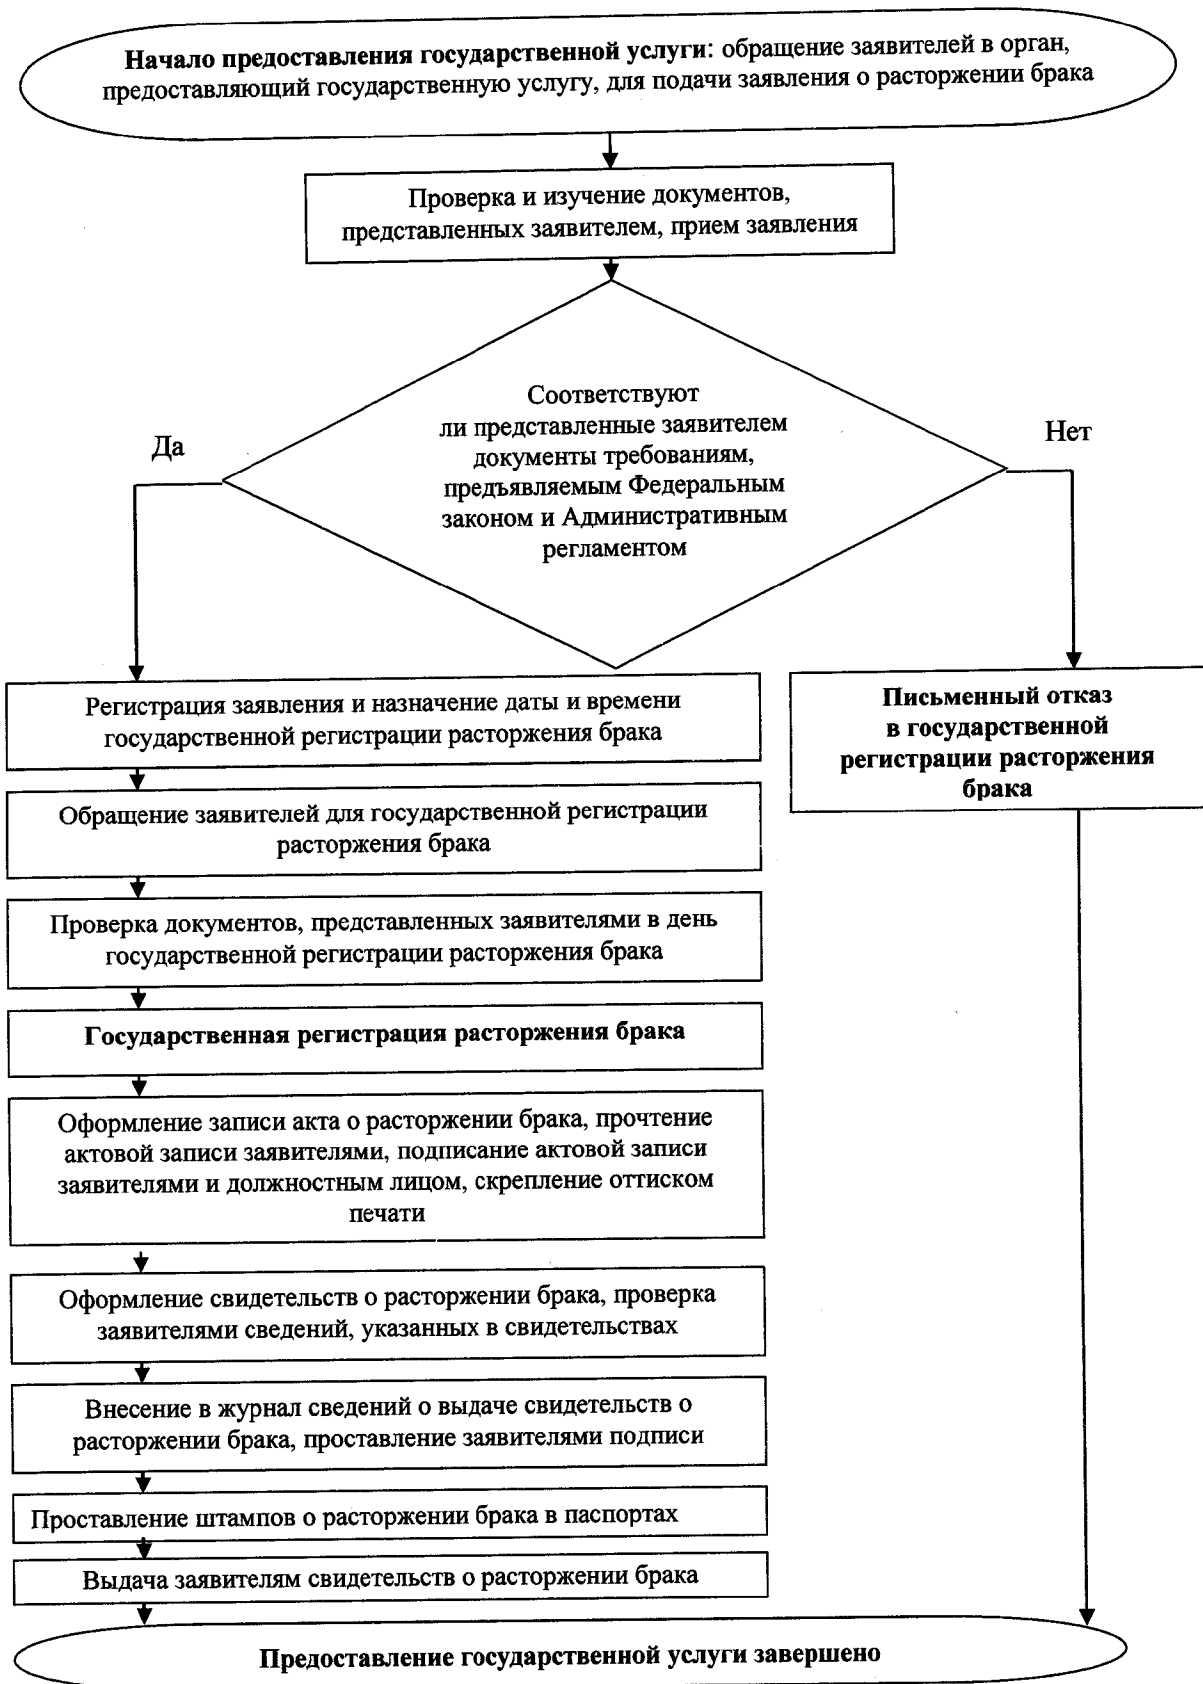 Начало предоставления государственной услуги: обращение заявителей в орган,
предоставляющий государственную услугу, для подачи заявления о расторжении брака
Проверка и изучение документов,
представленных заявителем, прием заявления
Соответствуют
ли представленные заявителем
документы требованиям,
предъявляемым Федеральным
законом и Административным
регламентом
Да
Нет
Регистрация заявления и назначение даты и времени
государственной регистрации расторжения брака
Письменный отказ
в государственной
регистрации расторжения
брака
Обращение заявителей для государственной регистрации
расторжения брака
Проверка документов, представленных заявителями в день
государственной регистрации расторжения брака
Государственная регистрация расторжения брака
Оформление записи акта о расторжении брака, прочтение
актовой записи заявителями, подписание актовой записи
заявителями и должностным лицом, скрепление оттиском
печати
Оформление свидетельств о расторжении брака, проверка
заявителями сведений, указанных в свидетельствах
Внесение в журнал сведений о выдаче свидетельств о
расторжении брака, проставление заявителями подписи
Проставление штампов о расторжении брака в паспортах
Выдача заявителям свидетельств о расторжении брака
Предоставление государственной услуги завершено